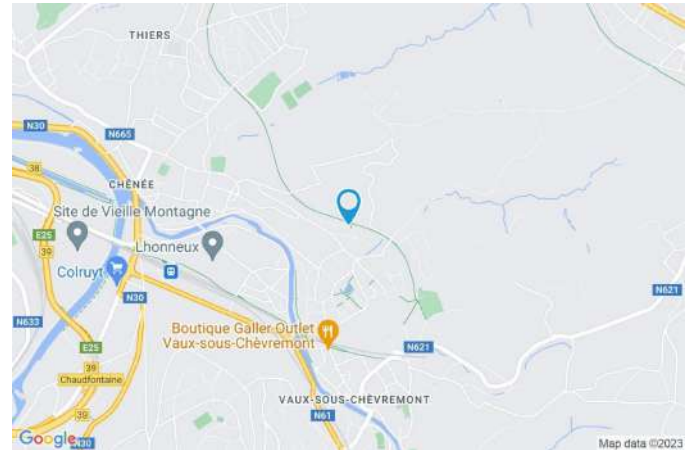 THIERS
N30
N665
38
CHÊNÉE
Site de Vieille Montagne
E25
39
Lhonneux
Colruyt
N30
N621
N633
E25
Boutique Galler Outlet
Vaux-sous-Chèvremont
N621
39
Chaudfontaine
39
VAUX-SOUS-CHÈVREMONT
N61
Google
N30
Map data ©2023